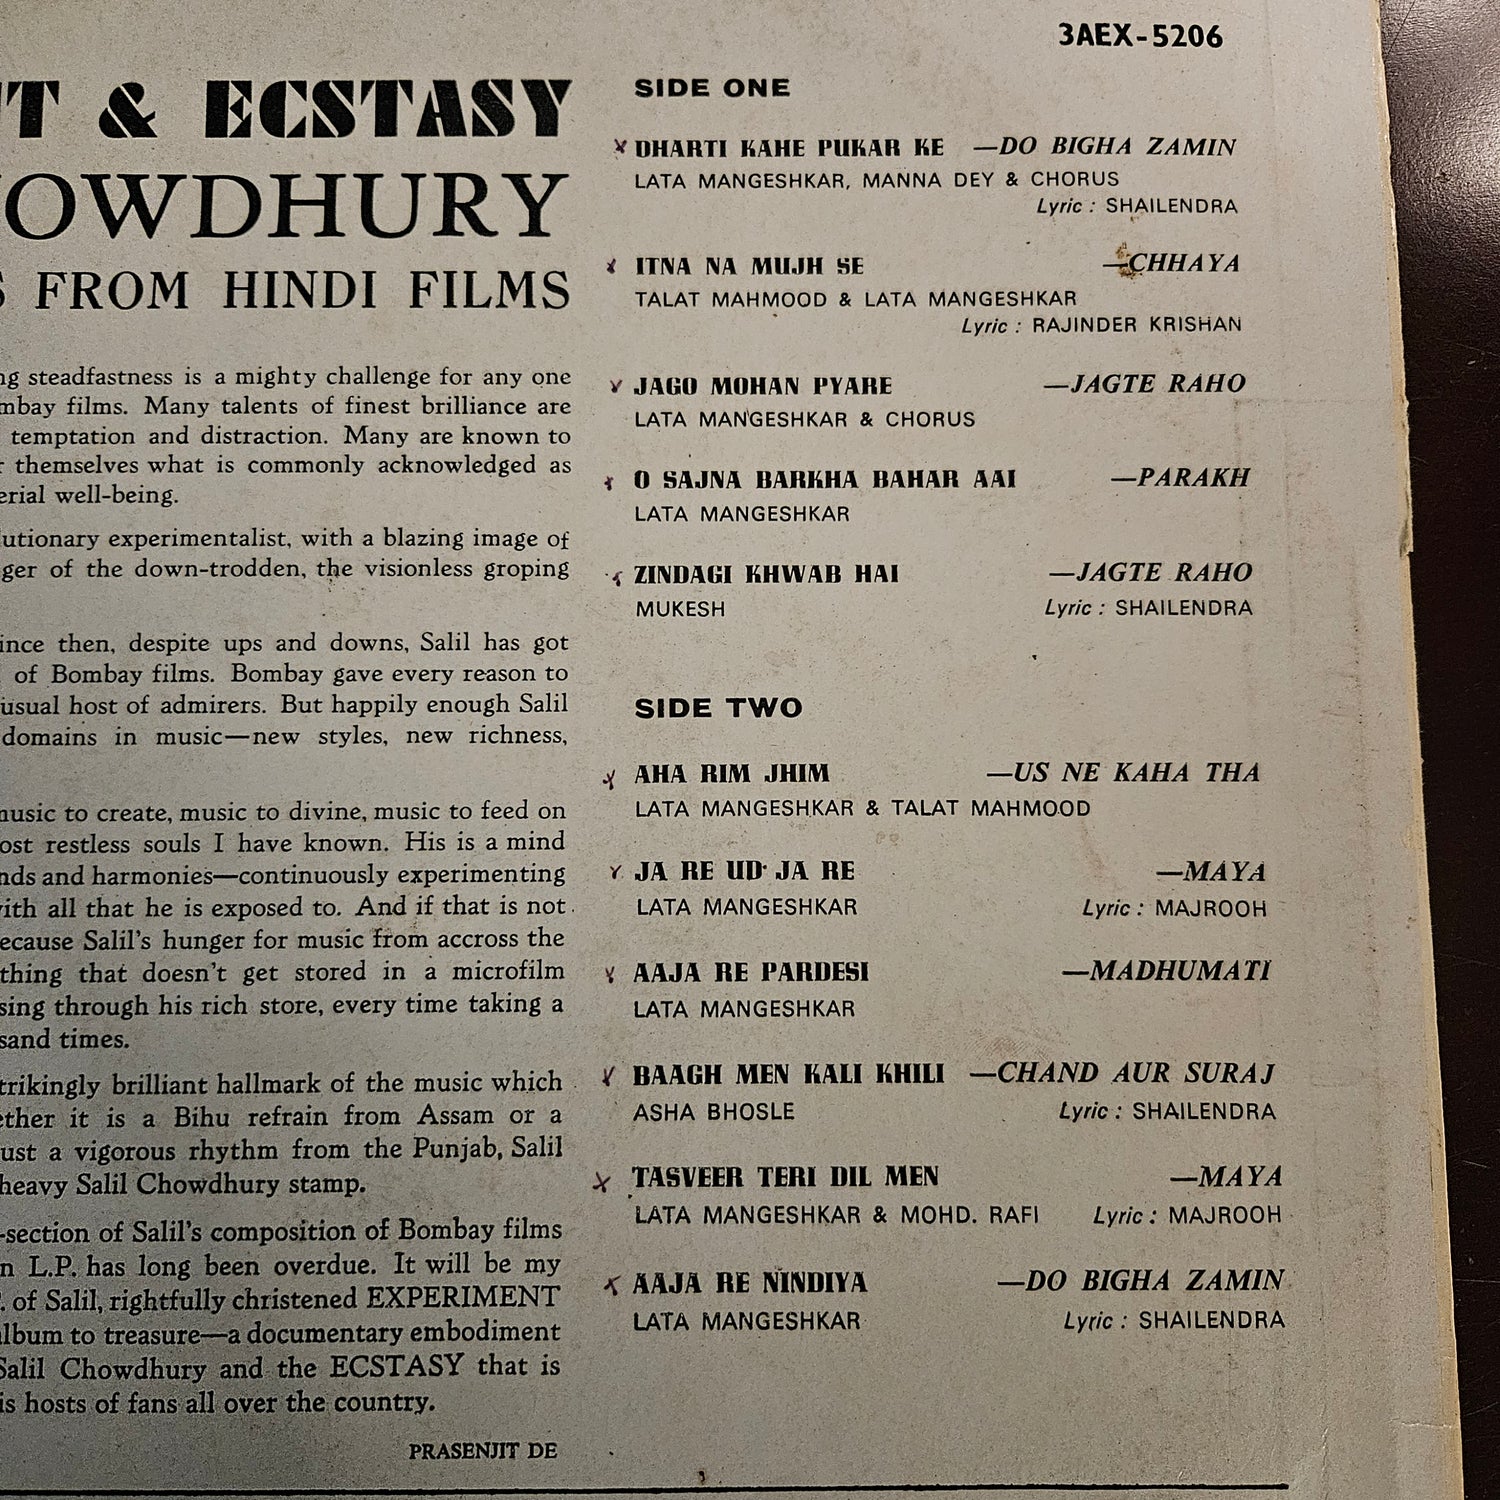 3AEX-5206
T & ECSTASY
OWDHURY
S FROM HINDI FILMS
ng steadfastness is a mighty challenge for any one
mbay films. Many talents of finest brilliance are
temptation and distraction. Many are known to
r themselves what is commonly acknowledged as
erial well-being.
lutionary experimentalist, with a blazing image of
ger of the down-trodden, the visionless groping
ince then, despite ups and downs, Salil has got
of Bombay films. Bombay gave every reason to
usual host of admirers. But happily enough Salil
domains in music—new styles, new richness,
music to create, music to divine, music to feed on
ost restless souls I have known. His is a mind
nds and harmonies—continuously experimenting
ith all that he is exposed to. And if that is not
ecause Salil's hunger for music from accross the
thing that doesn't get stored in a microfilm
sing through his rich store, every time taking a
sand times.
trikingly brilliant hallmark of the music which
ether it is a Bihu refrain from Assam or a
ust a vigorous rhythm from the Punjab, Salil
heavy Salil Chowdhury stamp.
-section of Salil's composition of Bombay films
n L.P. has long been overdue. It will be my
. of Salil, rightfully christened EXPERIMENT
album to treasure—a documentary embodiment
Salil Chowdhury and the ECSTASY that is
is hosts of fans all over the country.
PRASENJIT DE
SIDE ONE
DHARTI KAHE PUKAR KE —DO BIGHA ZAMIN
LATA MANGESHKAR, MANNA DEY & CHORUS
Lyric : SHAILENDRA
ITNA NA MUJH SE —CHHAYA
TALAT MAHMOOD & LATA MANGESHKAR
Lyric : RAJINDER KRISHAN
JAGO MOHAN PYARE —JAGTE RAHO
LATA MANGESHKAR & CHORUS
O SAJNA BARKHA BAHAR AAI —PARAKH
LATA MANGESHKAR
ZINDAGI KHWAB HAI —JAGTE RAHO
MUKESH Lyric : SHAILENDRA
SIDE TWO
AHA RIM JHIM —US NE KAHA THA
LATA MANGESHKAR & TALAT MAHMOOD
JA RE UD JA RE —MAYA
LATA MANGESHKAR Lyric : MAJROOH
AAJA RE PARDESI —MADHUMATI
LATA MANGESHKAR
BAAGH MEN KALI KHILI —CHAND AUR SURAJ
ASHA BHOSLE Lyric : SHAILENDRA
TASVEER TERI DIL MEN —MAYA
LATA MANGESHKAR & MOHD. RAFI Lyric : MAJROOH
AAJA RE NINDIYA —DO BIGHA ZAMIN
LATA MANGESHKAR Lyric : SHAILENDRA